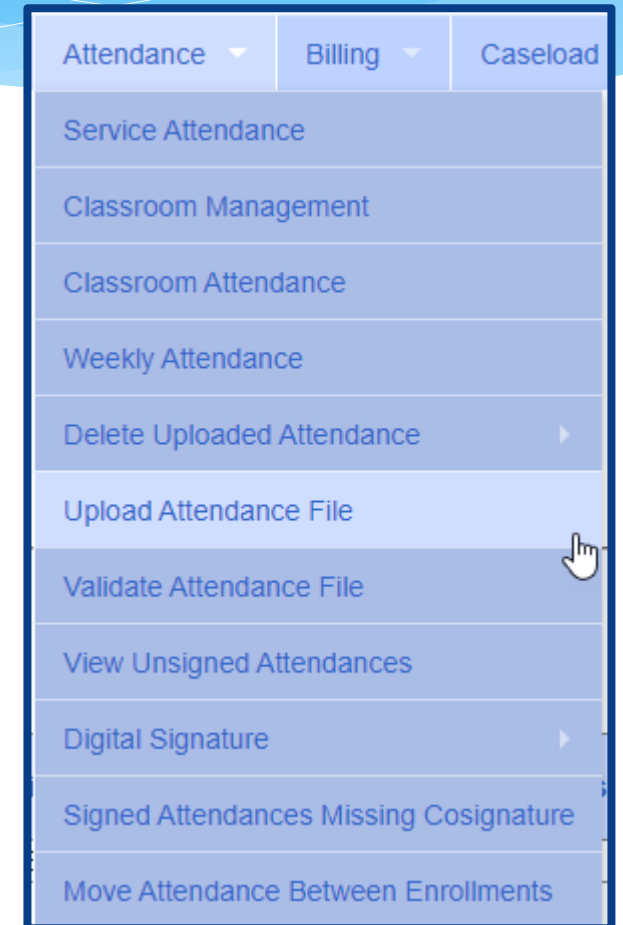 Attendance Billing Caseload
Service Attendance
Classroom Management
Classroom Attendance
Weekly Attendance
Delete Uploaded Attendance
Upload Attendance File
Validate Attendance File
View Unsigned Attendances
Digital Signature
Signed Attendances Missing Cosignature
Move Attendance Between Enrollments